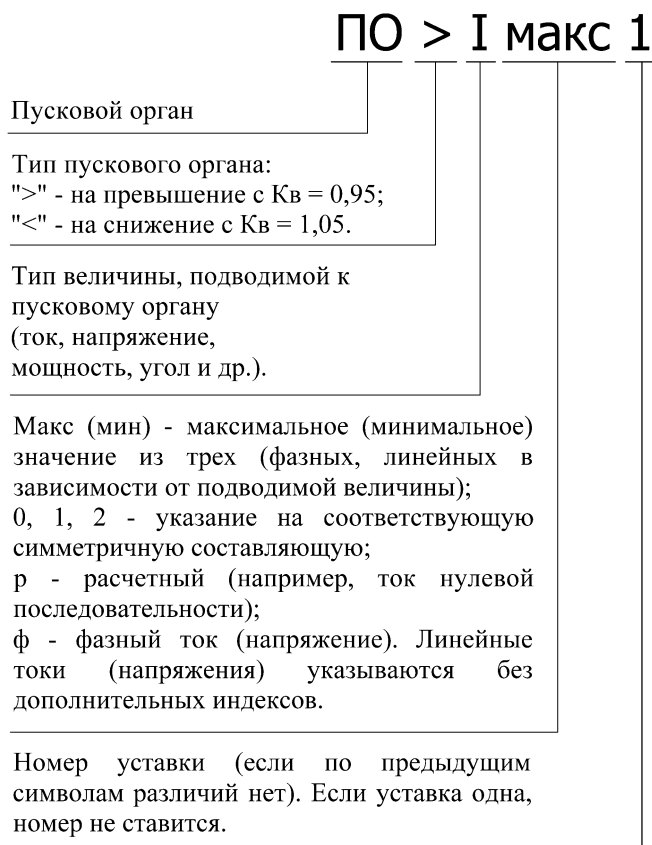 ПО > I макс 1
Пусковой орган
Тип пускового органа:
">" - на превышение с Кв = 0,95;
"<" - на снижение с Кв = 1,05.
Тип величины, подводимой к
пусковому органу
(ток, напряжение,
мощность, угол и др.).
Макс (мин) - максимальное (минимальное)
значение из трех (фазных, линейных в
зависимости от подводимой величины);
0, 1, 2 - указание на соответствующую
симметричную составляющую;
р - расчетный (например, ток нулевой
последовательности);
ф - фазный ток (напряжение). Линейные
токи (напряжения) указываются без
дополнительных индексов.
Номер уставки (если по предыдущим
символам различий нет). Если уставка одна,
номер не ставится.